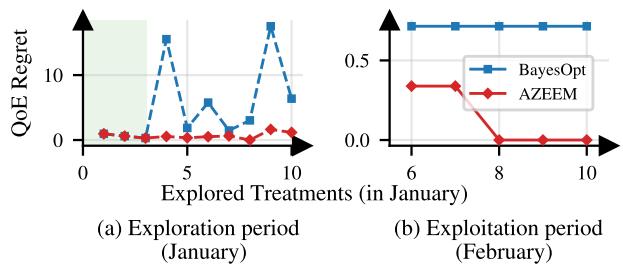 QoE Regret
10
0
0
5
10
0.5
0.0
6
8
10
BayesOpt
AZEEM
Explored Treatments (in January)
(a) Exploration period
(January)
(b) Exploitation period
(February)